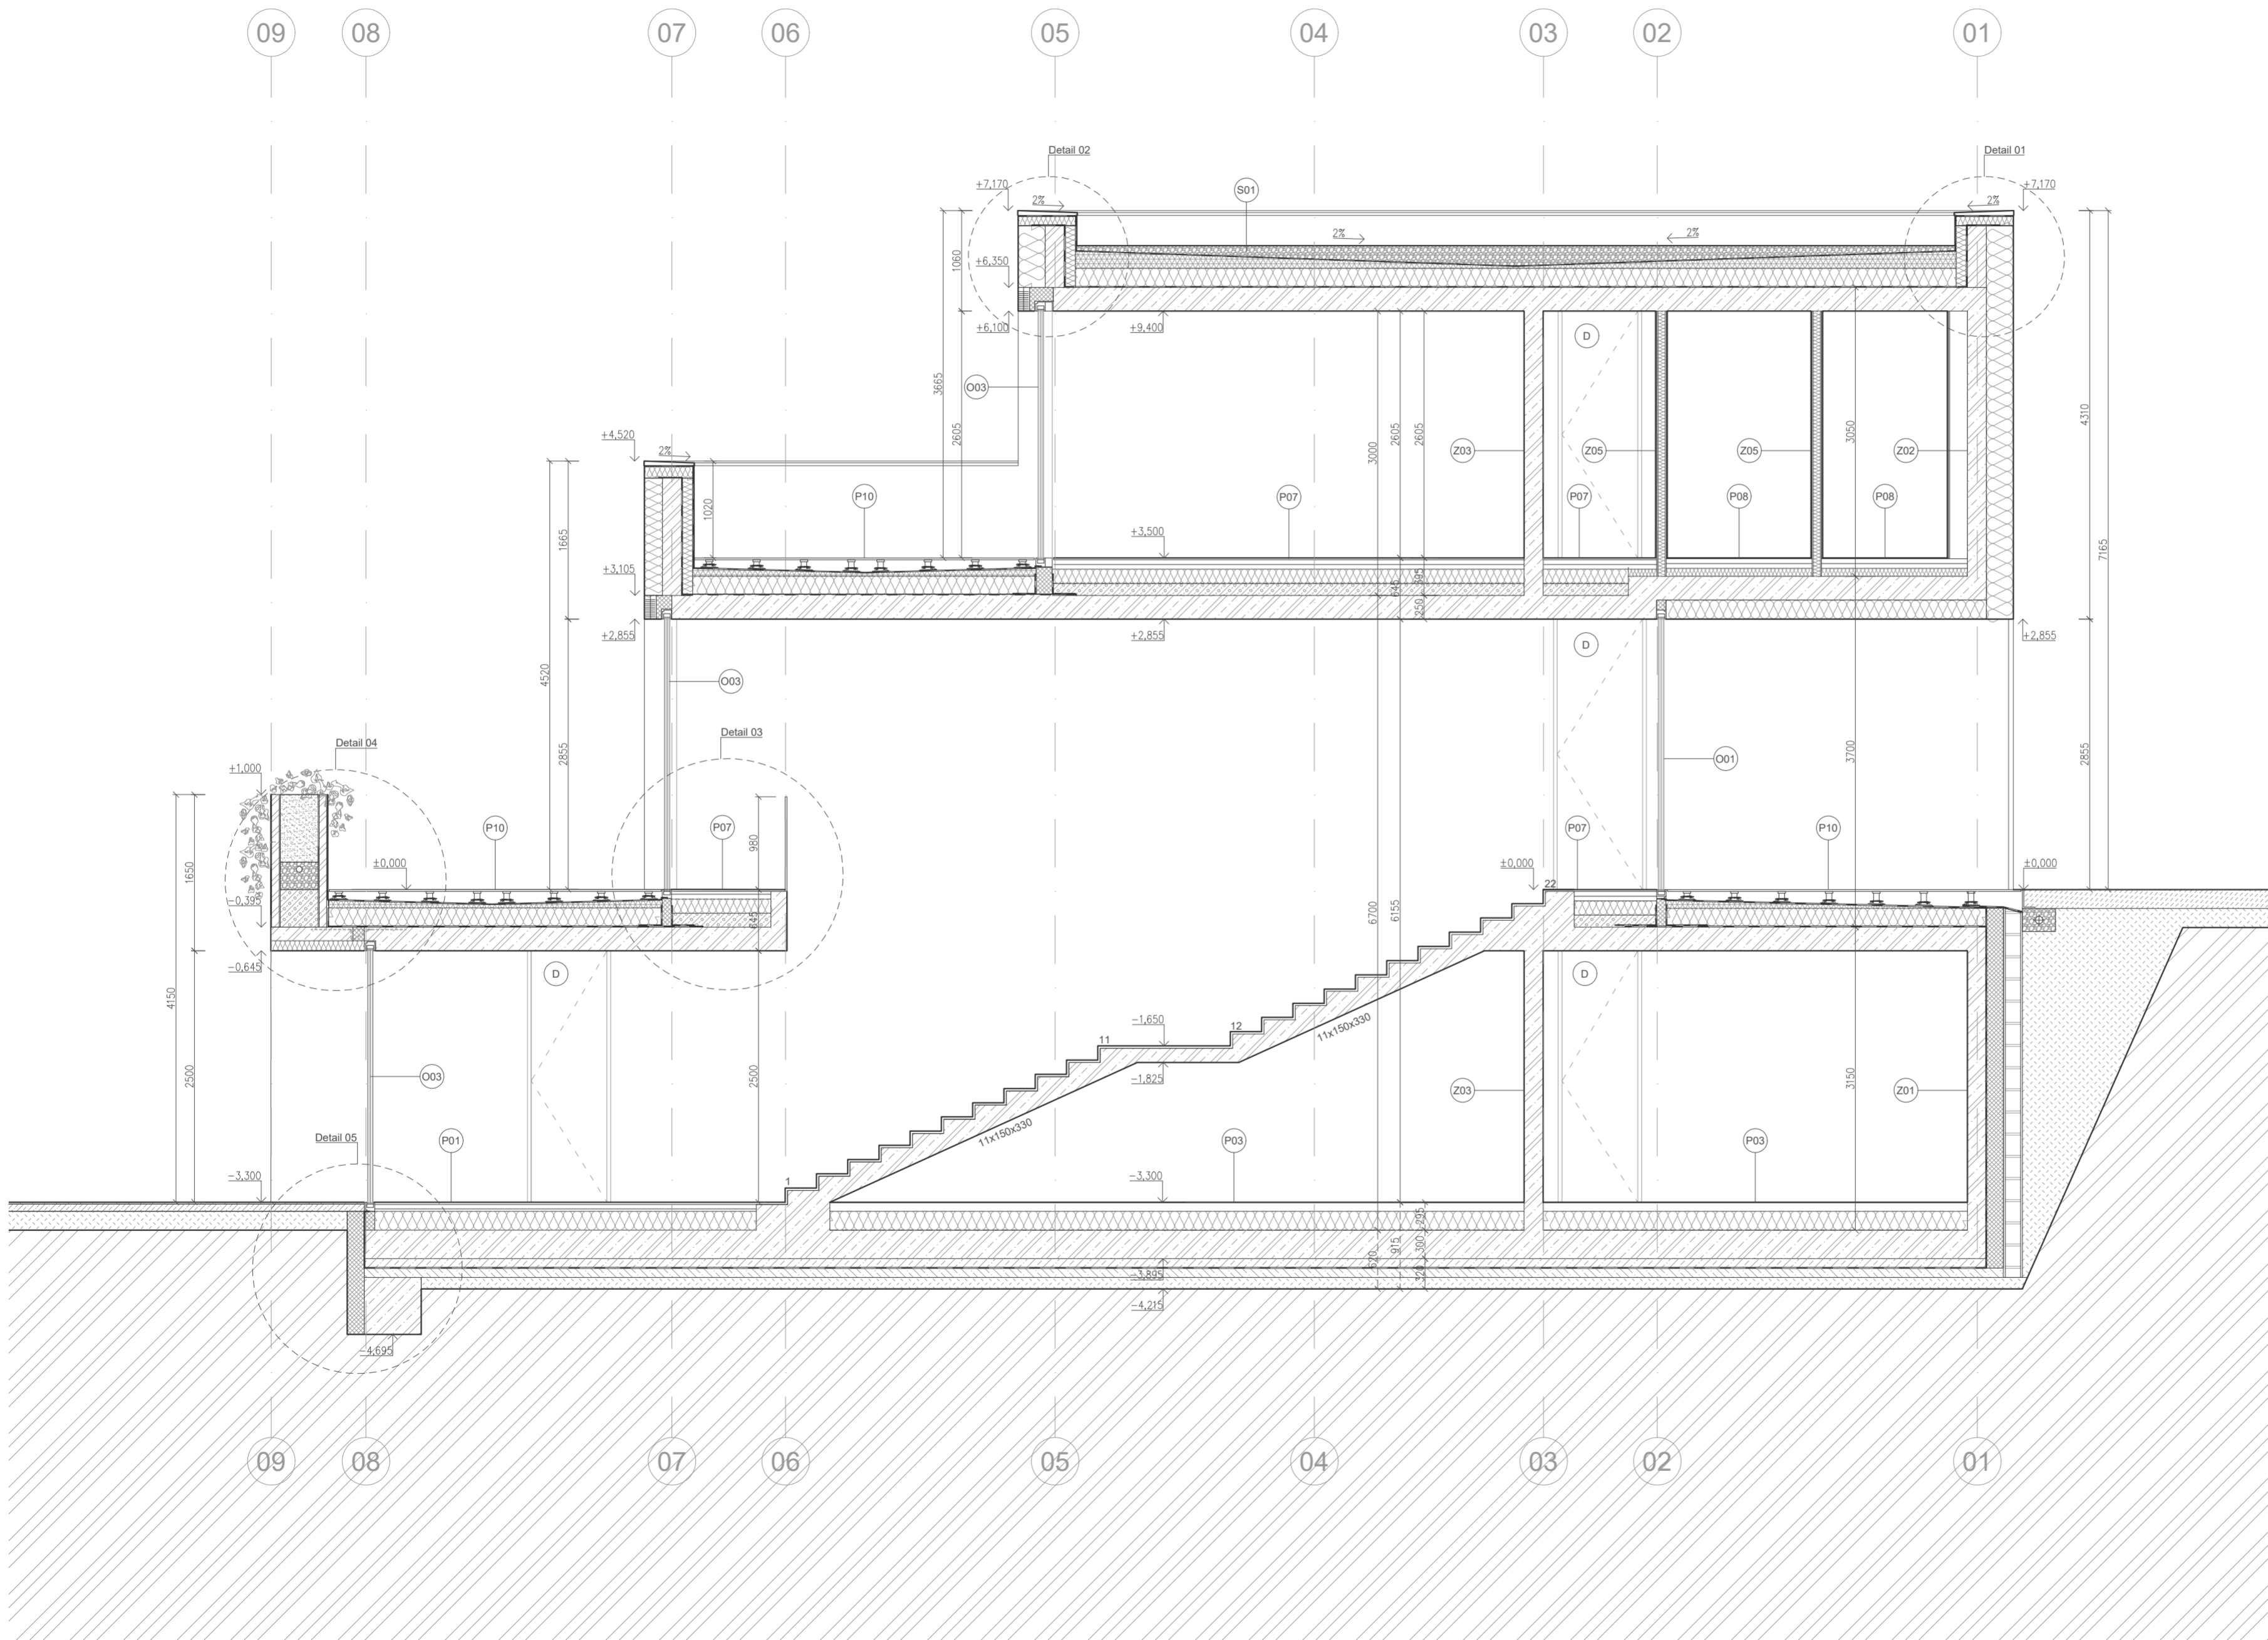 09 08 07 06 05 04 03 02 01
Detail 02
Detail 01
+7,170
S01
+7,170
2%
2%
2%
2%
1060
+6,350
+6,100
+9,400
D
3665
O03
2605
3000
2605
2605
3050
4310
+4,520
2%
Z03
Z05
Z05
Z02
1020
P10
P07
P07
P08
P08
1665
+3,500
7165
+3,105
645
395
250
+2,855
+2,855
+2,855
D
4520
O03
Detail 04
Detail 03
2855
O01
3700
2855
+1,000
P10
P07
980
P07
P10
1650
±0,000
±0,000
±0,000
22
-0,395
645
-0,645
D
6700
6155
D
4150
-1,650
12
11x150x330
11
2500
O03
2500
-1,825
Z03
3150
Z01
11x150x330
Detail 05
P01
P03
P03
-3,300
1
-3,300
295
915
300
620
320
-3,895
-4,215
-4,695
09 08 07 06 05 04 03 02 01